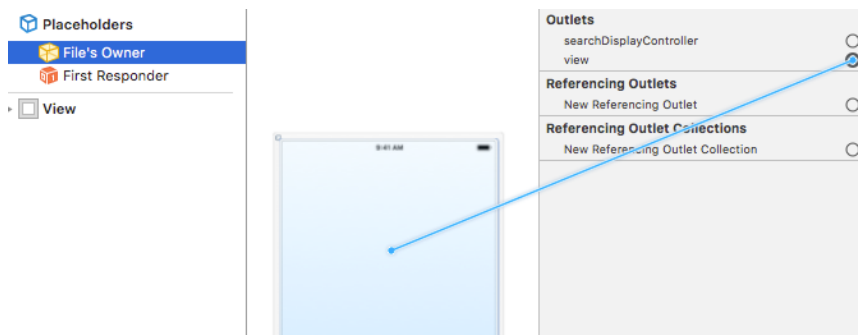 Placeholders
File's Owner
First Responder
View
9:41 AM
Outlets
searchDisplayController
view
Referencing Outlets
New Referencing Outlet
Referencing Outlet Collections
New Referencing Outlet Collection